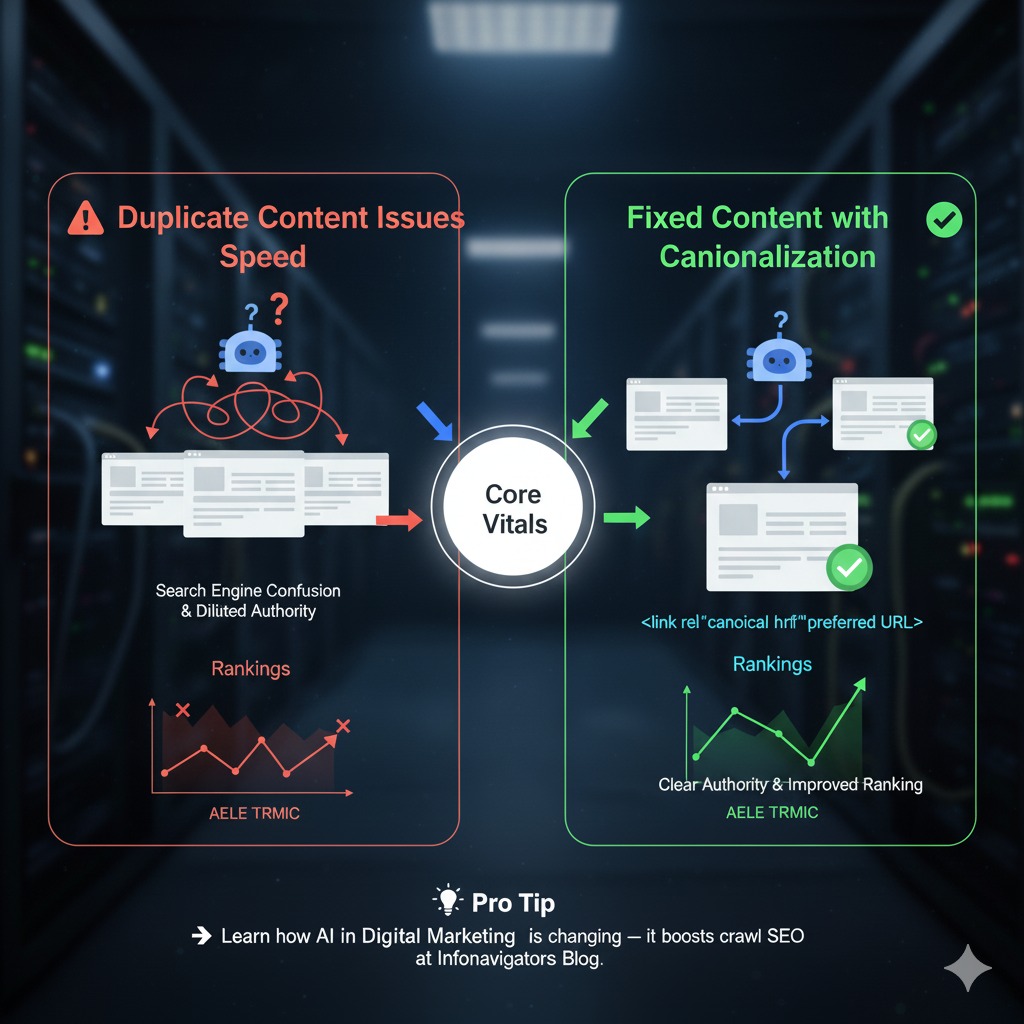 Duplicate Content Issues
Speed
? ?
Search Engine Confusion
& Diluted Authority
Rankings
AELE TRMIC
Core
Vitals
Fixed Content with
Canionalization
?
<link rel"canoical hrf""preferred URL>
Rankings
Clear Authority & Improved Ranking
AELE TRMIC
Pro Tip
→ Learn how AI in Digital Marketing is changing — it boosts crawl SEO
at Infonavigators Blog.